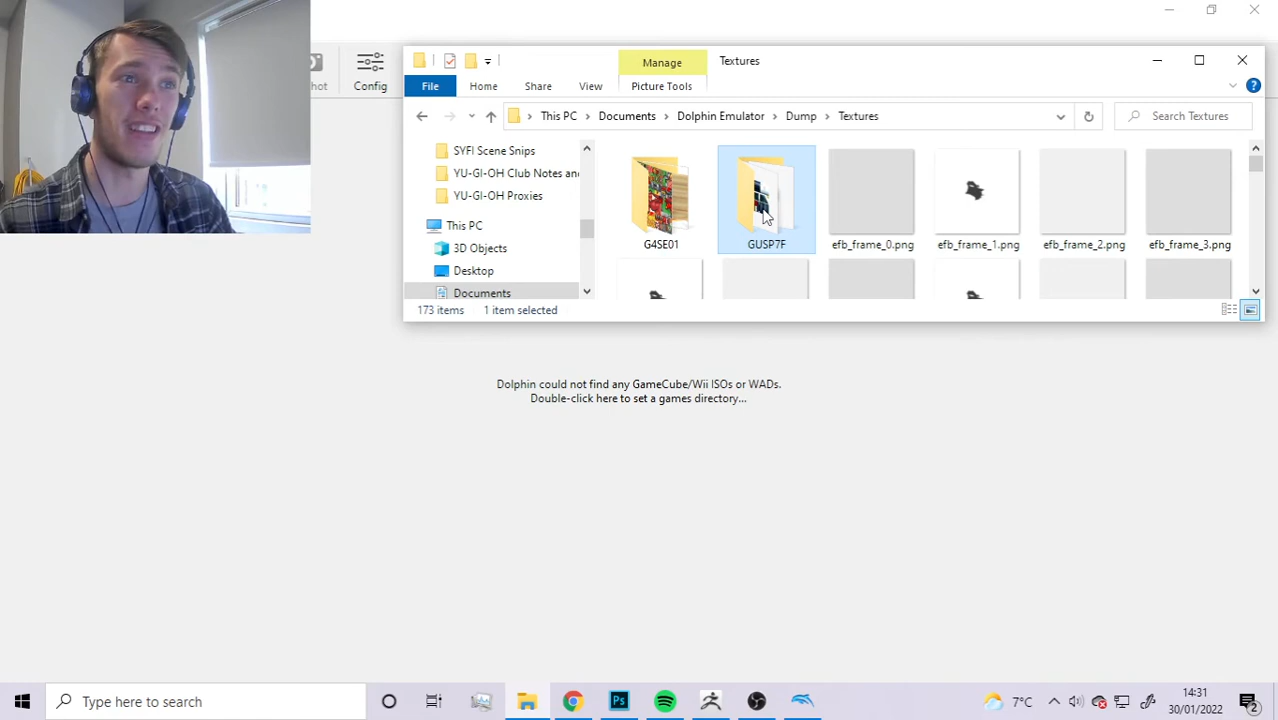 Manage
Textures
ot
Config
File
Home
Share
View
Picture Tools
This PC
Documents
Dolphin Emulator
Dump
Textures
Search Textures
SYFI Scene Snips
YU-GI-OH Club Notes and
YU-GI-OH Proxies
This PC
3D Objects
Desktop
Documents
G4SE01
GUSP7F
efb_frame_0.png
efb_frame_1.png
efb_frame_2.png
efb_frame_3.png
173 items
1 item selected
Dolphin could not find any GameCube/Wii ISOs or WADs.
Double-click here to set a games directory...
Type here to search
Ps
7°C
14:31
30/01/2022
2